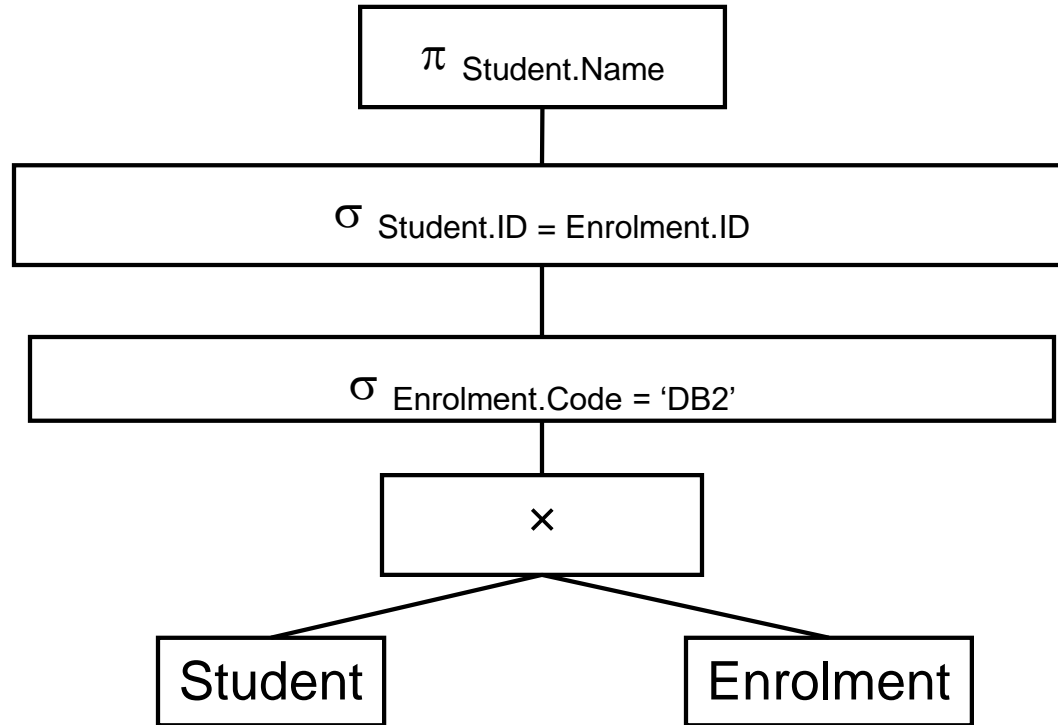 π Student.Name
σ Student.ID = Enrolment.ID
σ Enrolment.Code = ‘DB2’
×
Student Enrolment